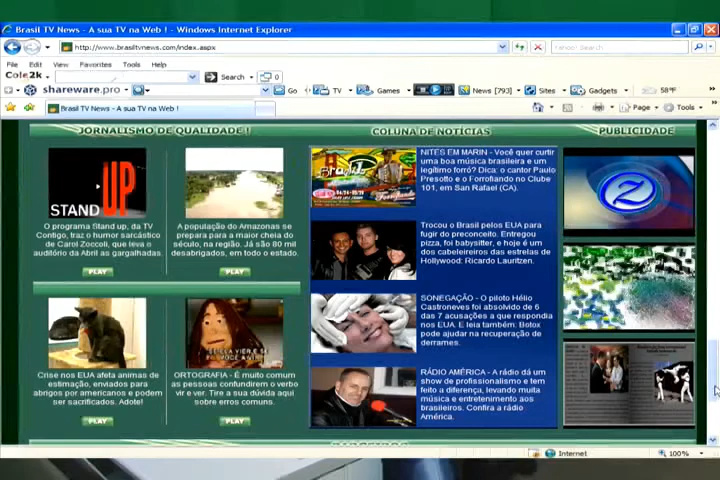 Brasil TV News - A sua TV na Web ! - Windows Internet Explorer
http://www.brasiltvnews.com/index.aspx
Yahoo! Search
File Edit View Favorites Tools Help
Cole2k Search 0
shareware.pro Go TV Games News [793] Sites Gadgets 58°F
Brasil TV News - A sua TV na Web !
Page Tools
JORNALISMO DE QUALIDADE !
STAND UP
O programa Stand up, da TV
Contigo, traz o humor sarcástico
de Carol Zoccoli, que leva o
auditório da Abril as gargalhadas.
PLAY
A população do Amazonas se
prepara para a maior cheia do
século, na região. Já são 80 mil
desabrigados, em todo o estado.
PLAY
Crise nos EUA afeta animas de
estimação, enviados para
abrigos por americanos e podem
ser sacrificados. Adote!
PLAY
ORTOGRAFIA - É muito comum
as pessoas confundirem o verbo
vir e ver. Tire a sua dúvida aqui
sobre erros comuns.
PLAY
COLUNA DE NOTÍCIAS
NITES EM MARIN - Você quer curtir
uma boa música brasileira e um
legítimo forró? Dica: o cantor Paulo
Presotto e o Forrofiando no Clube
101, em San Rafael (CA).
Trocou o Brasil pelos EUA para
fugir do preconceito. Entregou
pizza, foi babysitter, e hoje é um
dos cabeleireiros das estrelas de
Hollywood: Ricardo Lauritzen.
SONEGAÇÃO - O piloto Hélio
Castroneves foi absolvido de 6
das 7 acusações a que respondia
nos EUA. E leia também: Botox
pode ajudar na recuperação de
derrames.
RÁDIO AMÉRICA - A rádio dá um
show de profissionalismo e tem
feito a diferença, levando muita
música e entretenimento aos
brasileiros. Confira a rádio
América.
PUBLICIDADE
Internet
100%